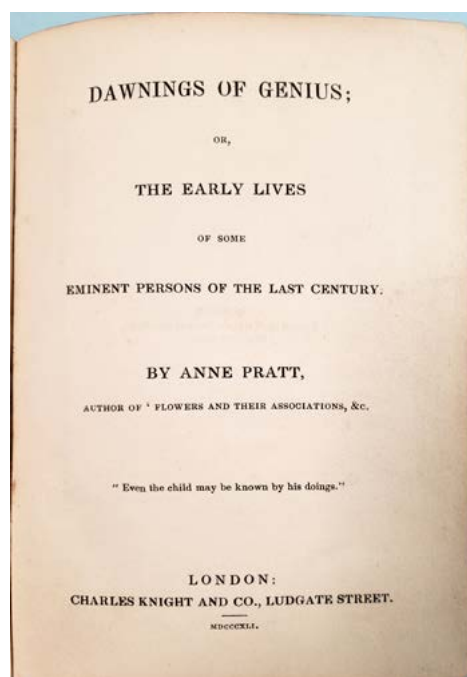 DAWNINGS OF GENIUS;
OR,
THE EARLY LIVES
OF SOME
EMINENT PERSONS OF THE LAST CENTURY.
BY ANNE PRATT,
AUTHOR OF ‘ FLOWERS AND THEIR ASSOCIATIONS, &C.
“ Even the child may be known by his doings.”
LONDON:
CHARLES KNIGHT AND CO., LUDGATE STREET.
MDCCCXLI.